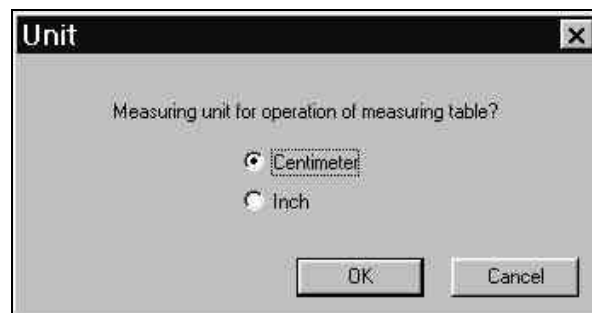 Unit
Measuring unit for operation of measuring table?
Centimeter
Inch
OK
Cancel